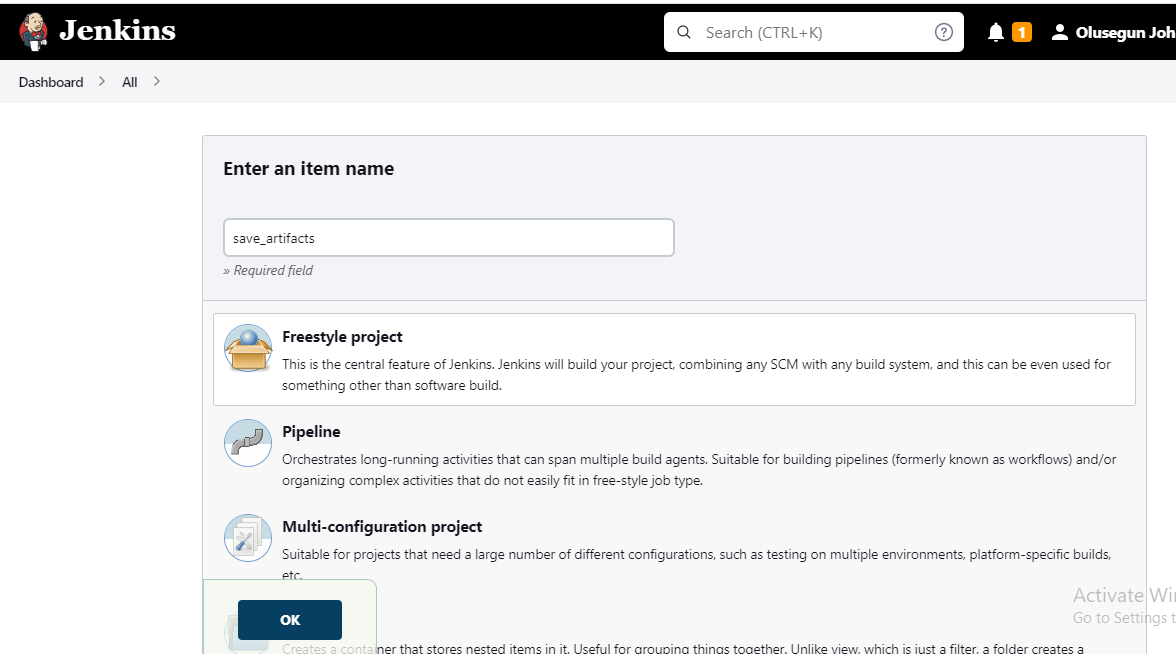 Jenkins
Search (CTRL+K)
?
1
Olusegun Joh
Dashboard > All >
Enter an item name
save_artifacts
» Required field
Freestyle project
This is the central feature of Jenkins. Jenkins will build your project, combining any SCM with any build system, and this can be even used for
something other than software build.
Pipeline
Orchestrates long-running activities that can span multiple build agents. Suitable for building pipelines (formerly known as workflows) and/or
organizing complex activities that do not easily fit in free-style job type.
Multi-configuration project
Suitable for projects that need a large number of different configurations, such as testing on multiple environments, platform-specific builds,
etc.
Activate Win
Go to Settings t
OK
Creates a container that stores nested items in it. Useful for grouping things together. Unlike view, which is just a filter, a folder creates a